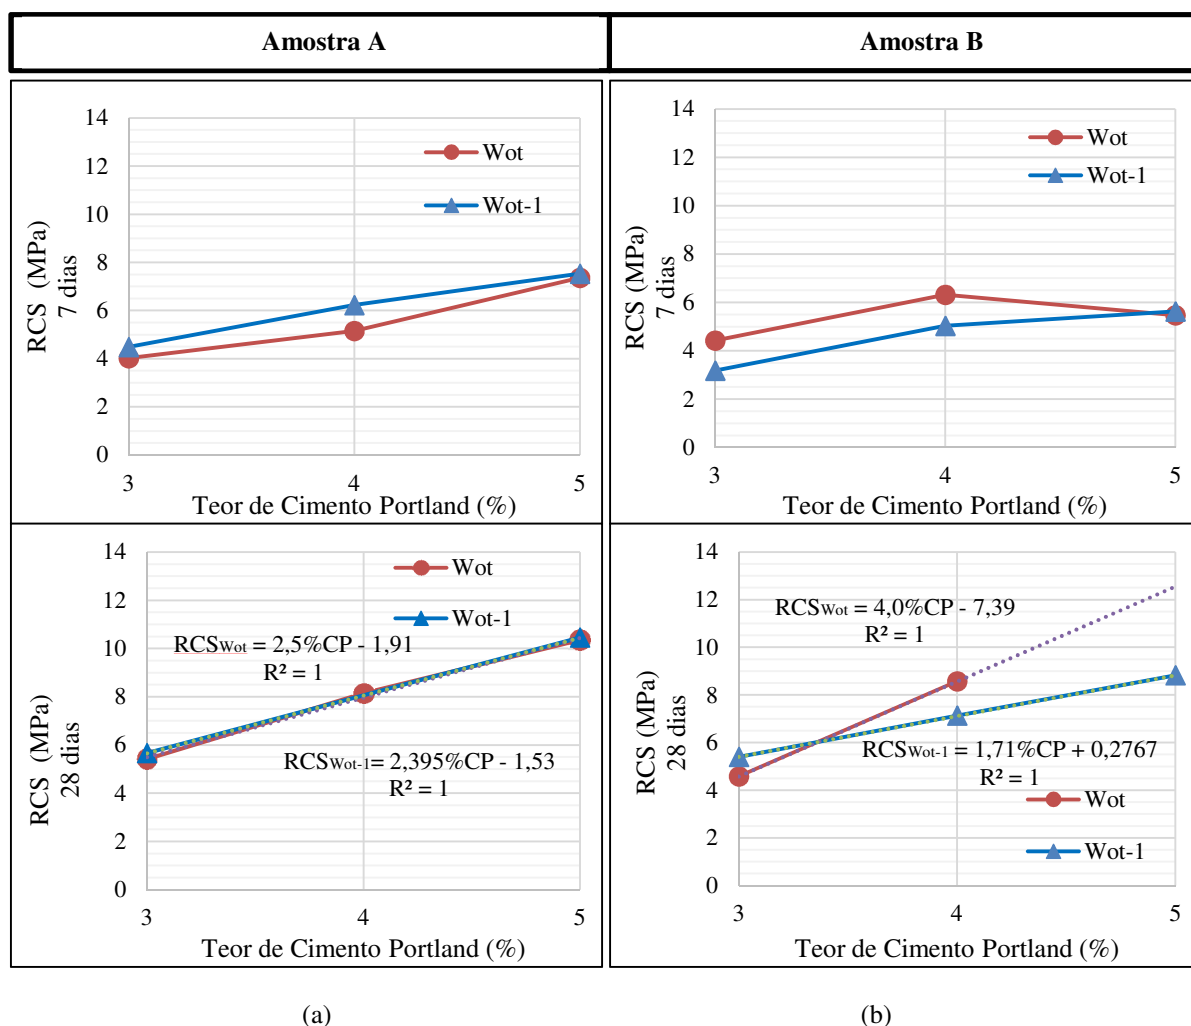 Amostra A
Amostra B
14
12
10
8
6
4
2
0
RCS (MPa)
7 dias
Wot
Wot-1
3
4
5
Teor de Cimento Portland (%)
14
12
10
8
6
4
2
0
RCS (MPa)
7 dias
Wot
Wot-1
3
4
5
Teor de Cimento Portland (%)
14
12
10
8
6
4
2
0
RCS (MPa)
28 dias
Wot
Wot-1
RCSWot = 2,5%CP - 1,91
R² = 1
RCSWot-1= 2,395%CP - 1,53
R² = 1
3
4
5
Teor de Cimento Portland (%)
14
12
10
8
6
4
2
0
RCS (MPa)
28 dias
RCSWot = 4,0%CP - 7,39
R² = 1
RCSWot-1 = 1,71%CP + 0,2767
R² = 1
Wot
Wot-1
3
4
5
Teor de Cimento Portland (%)
(a)
(b)